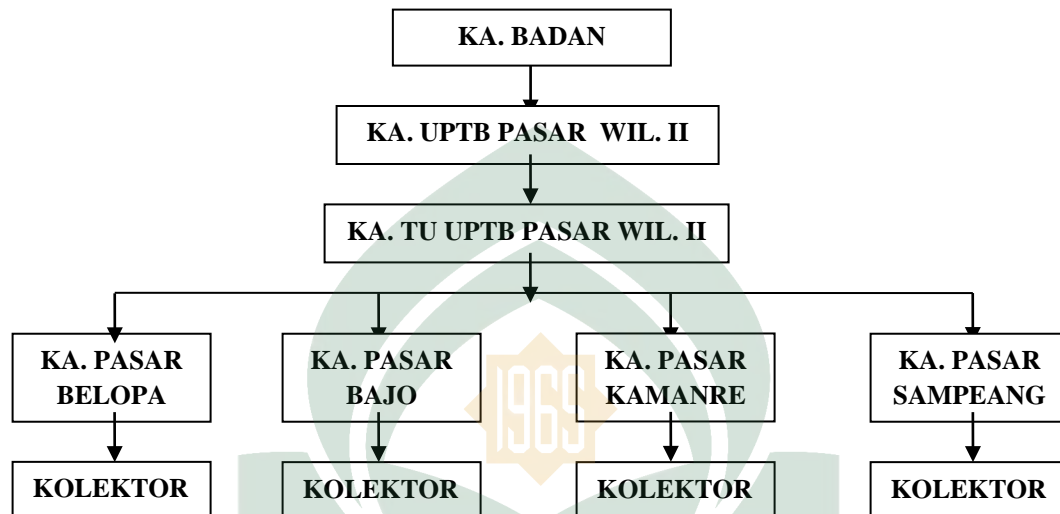 KA. BADAN
KA. UPTB PASAR WIL. II
KA. TU UPTB PASAR WIL. II
KA. PASAR
BELOPA
KA. PASAR
BAJO
KA. PASAR
KAMANRE
KA. PASAR
SAMPEANG
KOLEKTOR
KOLEKTOR
KOLEKTOR
KOLEKTOR
1969